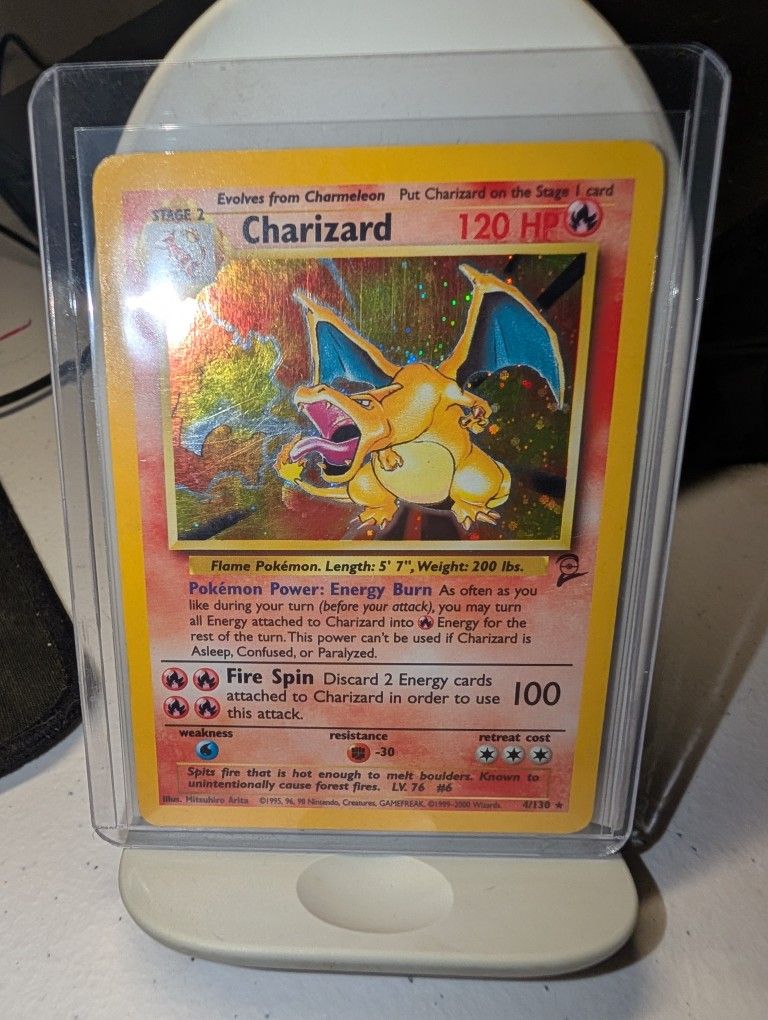 Evolves from Charmeleon Put Charizard on the Stage 1 card
STAGE 2
Charizard 120 HP
Flame Pokémon. Length: 5' 7", Weight: 200 lbs.
Pokémon Power: Energy Burn As often as you
like during your turn (before your attack), you may turn
all Energy attached to Charizard into Energy for the
rest of the turn. This power can't be used if Charizard is
Asleep, Confused, or Paralyzed.
Fire Spin Discard 2 Energy cards
attached to Charizard in order to use
this attack.
100
weakness resistance retreat cost
-30
Spits fire that is hot enough to melt boulders. Known to
unintentionally cause forest fires. LV. 76 #6
Illus. Mitsuhiro Arita ©1995, 96, 98 Nintendo, Creatures, GAMEFREAK. ©1999-2000 Wizards. 4/130 ★